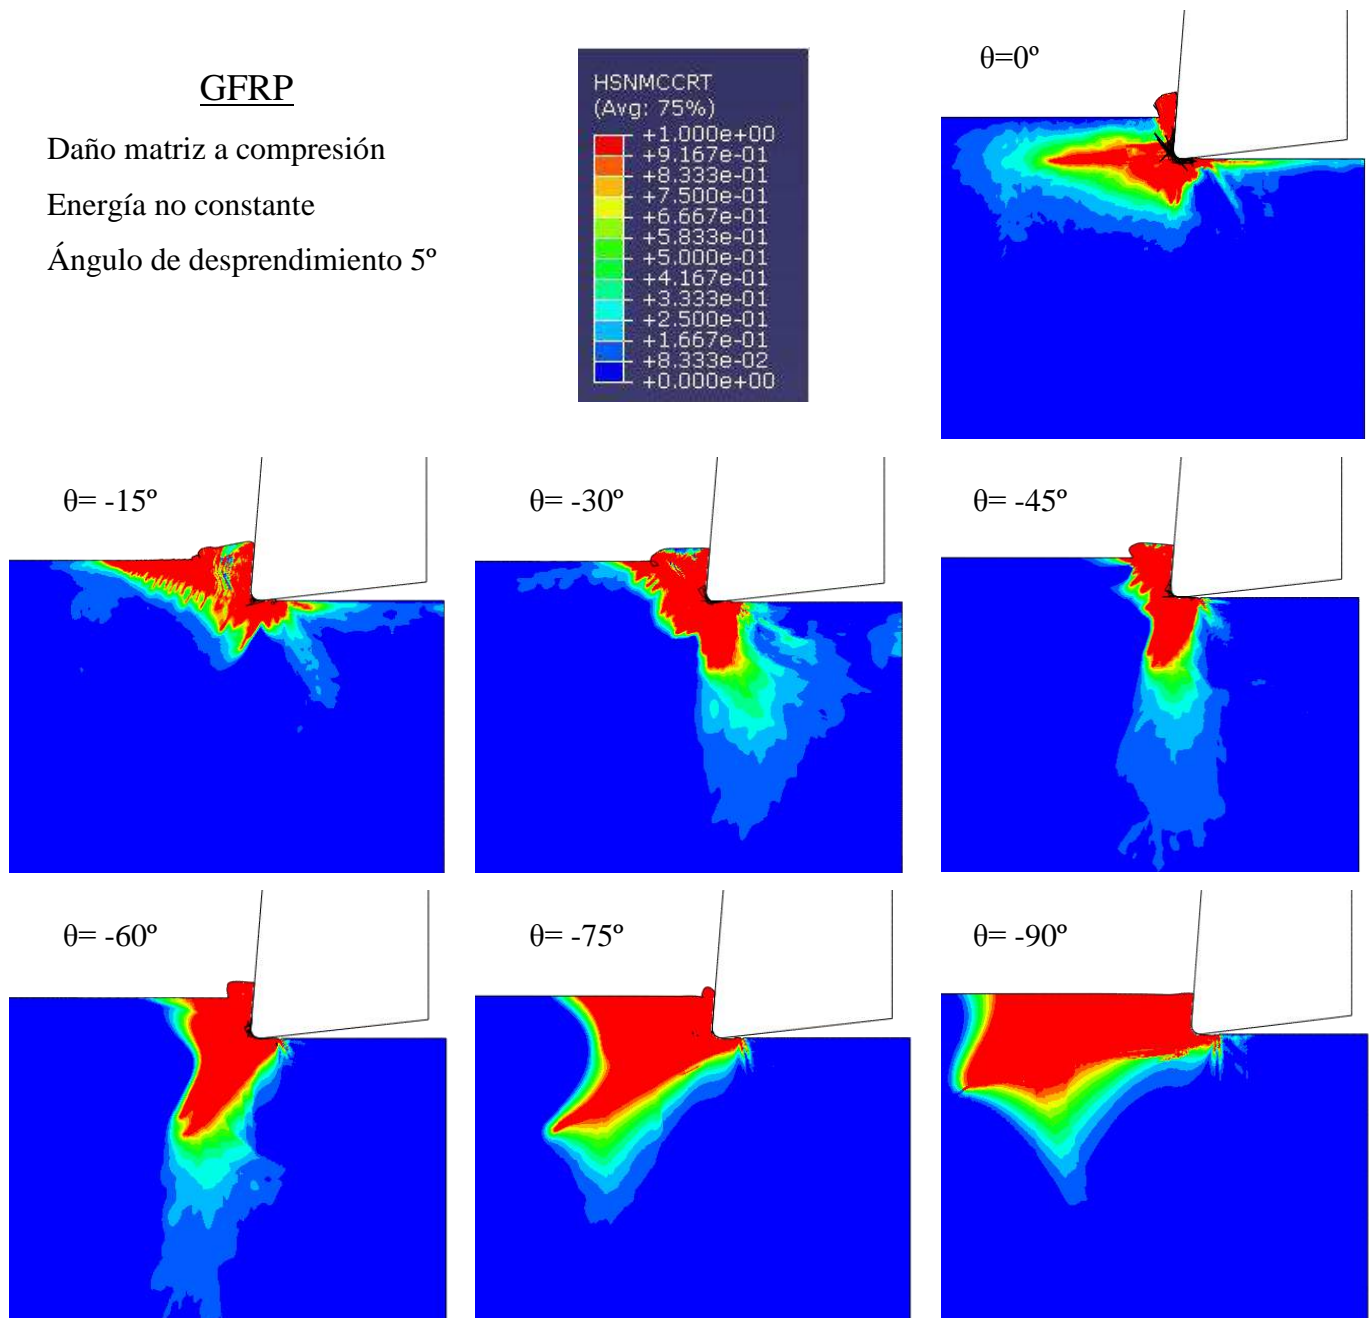 GFRP
Daño matriz a compresión
Energía no constante
Ángulo de desprendimiento 5º
HSNMCCRT
(Avg: 75%)
+1.000e+00
+9.167e-01
+8.333e-01
+7.500e-01
+6.667e-01
+5.833e-01
+5.000e-01
+4.167e-01
+3.333e-01
+2.500e-01
+1.667e-01
+8.333e-02
+0.000e+00
θ=0º
θ= -15º
θ= -30º
θ= -45º
θ= -60º
θ= -75º
θ= -90º